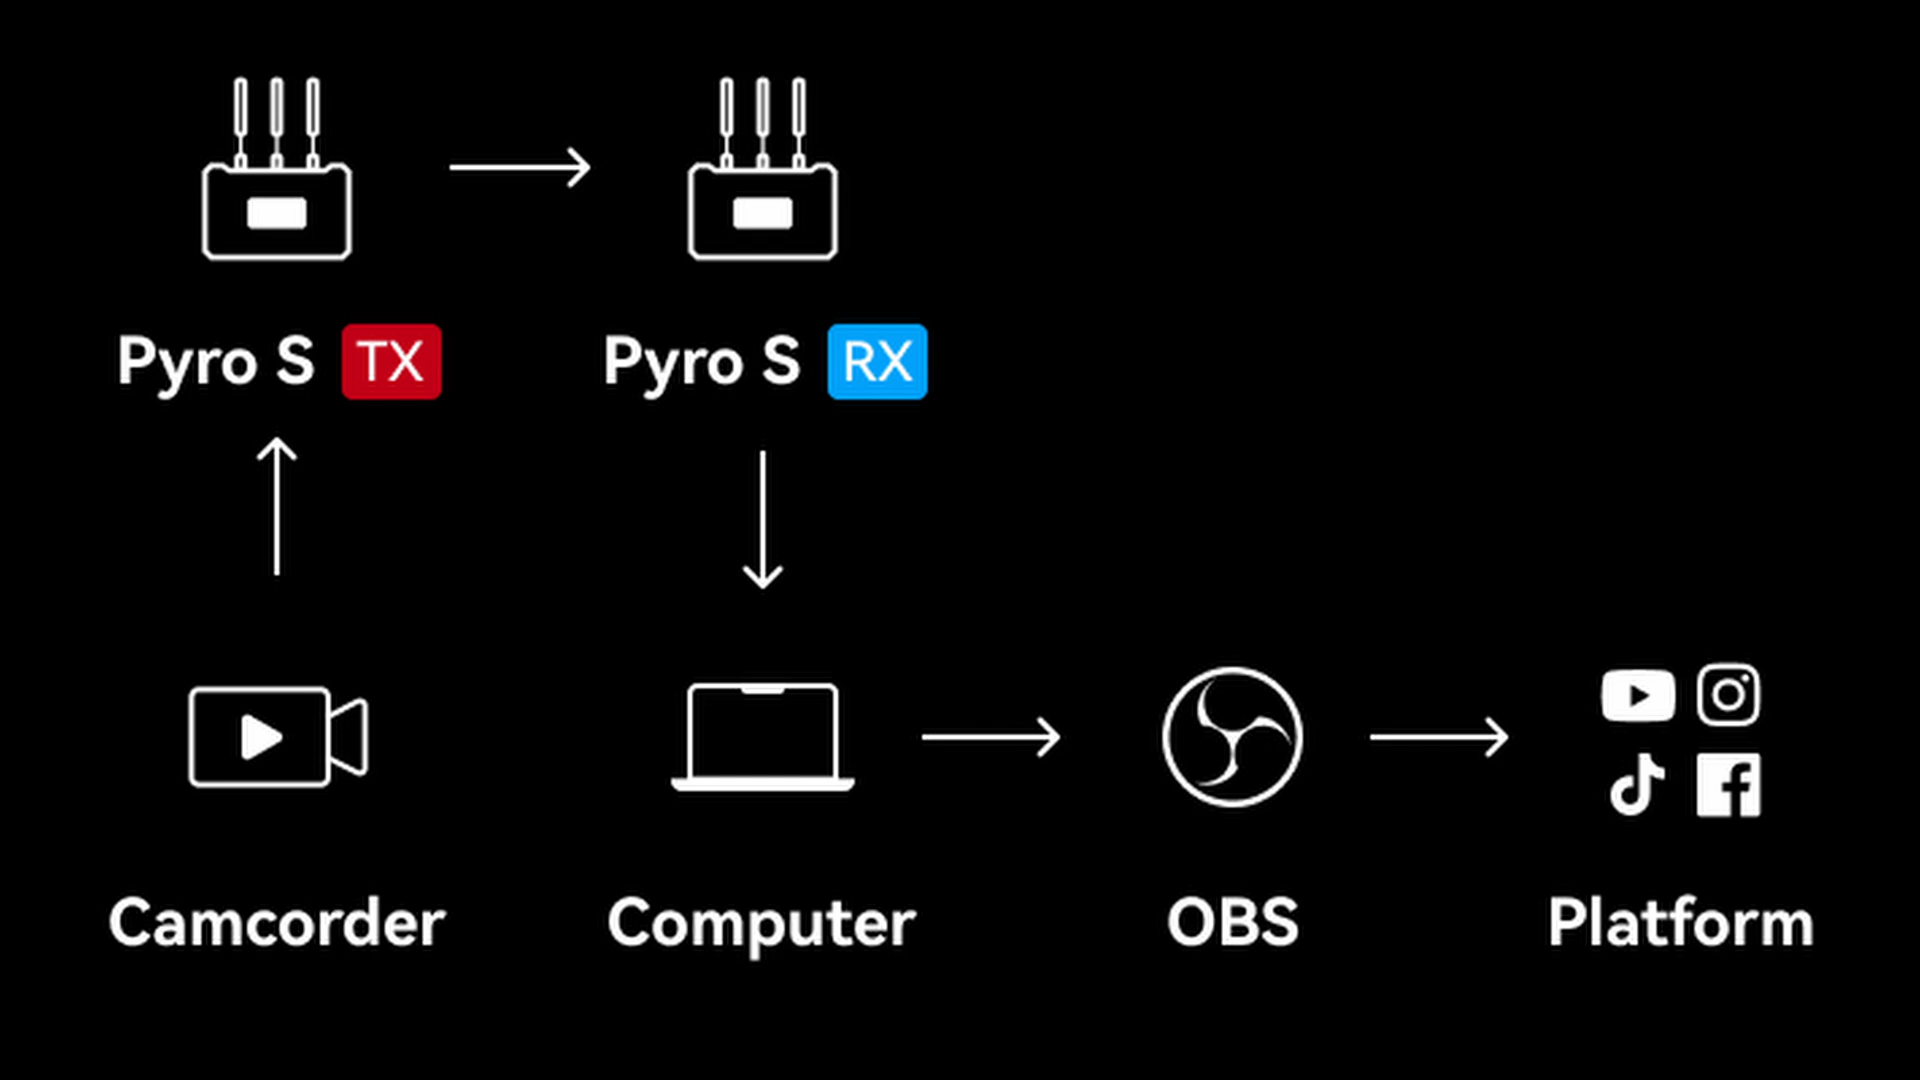 Pyro S TX
Pyro S RX
Camcorder
Computer
OBS
Platform